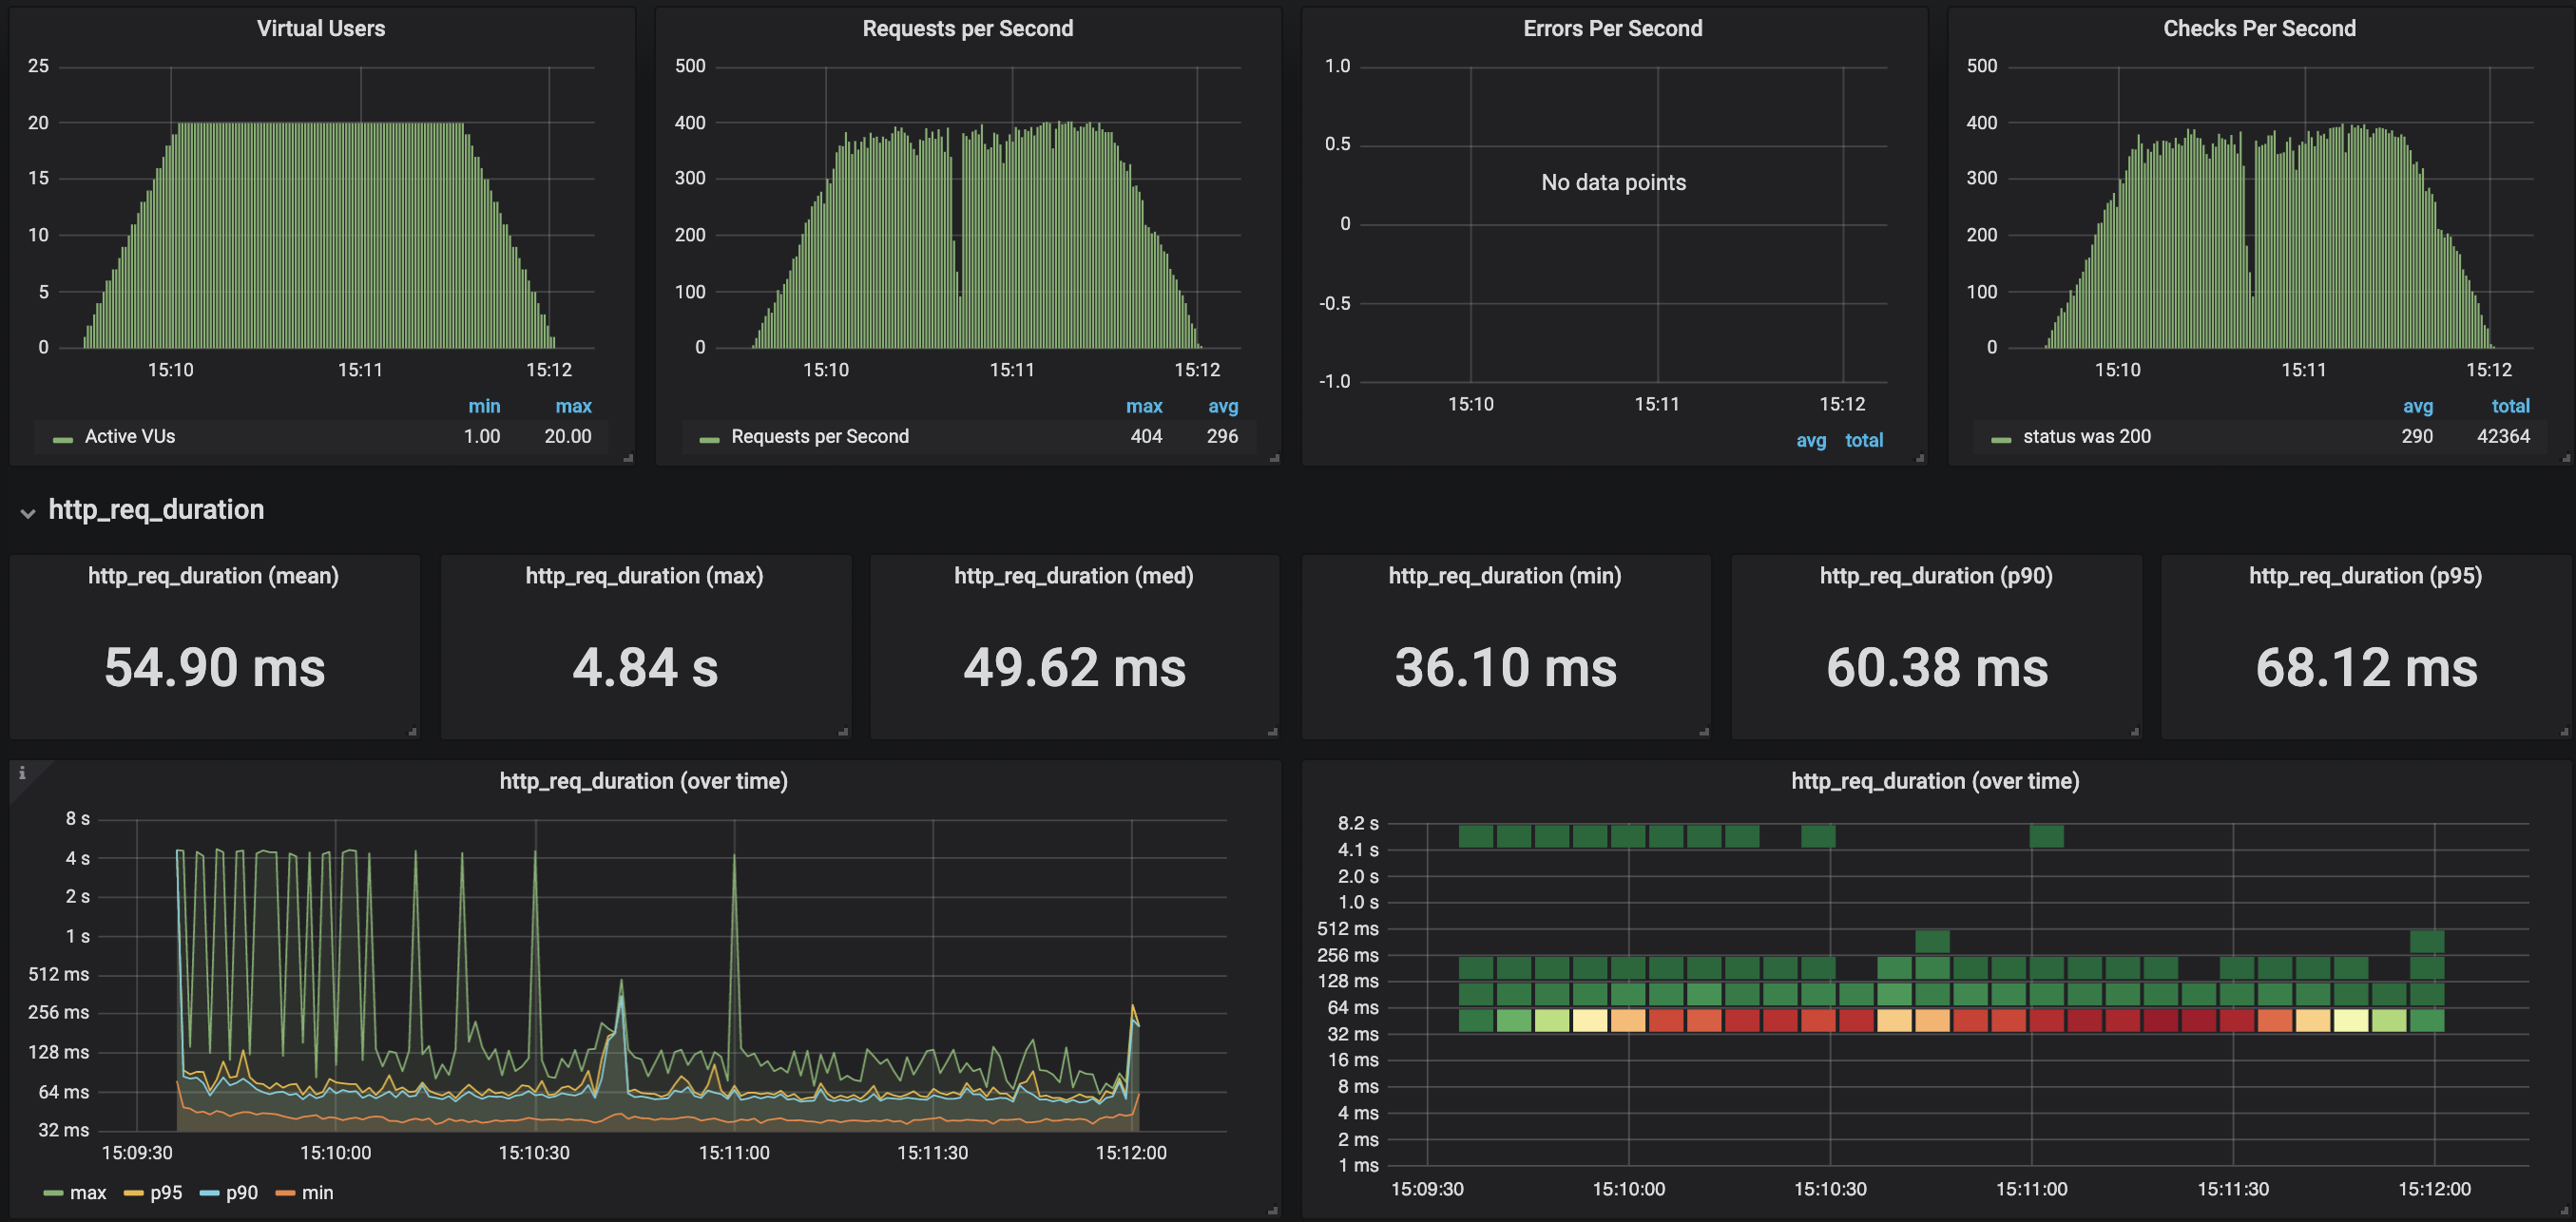 Virtual Users
25
20
15
10
5
0
15:10 15:11 15:12
min max
Active VUs 1.00 20.00
Requests per Second
500
400
300
200
100
0
15:10 15:11 15:12
max avg
Requests per Second 404 296
Errors Per Second
1.0
0.5
0
-0.5
-1.0
No data points
15:10 15:11 15:12
avg total
Checks Per Second
500
400
300
200
100
0
15:10 15:11 15:12
avg total
status was 200 290 42364
http_req_duration
http_req_duration (mean)
54.90 ms
http_req_duration (max)
4.84 s
http_req_duration (med)
49.62 ms
http_req_duration (min)
36.10 ms
http_req_duration (p90)
60.38 ms
http_req_duration (p95)
68.12 ms
i
http_req_duration (over time)
8 s
4 s
2 s
1 s
512 ms
256 ms
128 ms
64 ms
32 ms
15:09:30 15:10:00 15:10:30 15:11:00 15:11:30 15:12:00
max p95 p90 min
http_req_duration (over time)
8.2 s
4.1 s
2.0 s
1.0 s
512 ms
256 ms
128 ms
64 ms
32 ms
16 ms
8 ms
4 ms
2 ms
1 ms
15:09:30 15:10:00 15:10:30 15:11:00 15:11:30 15:12:00